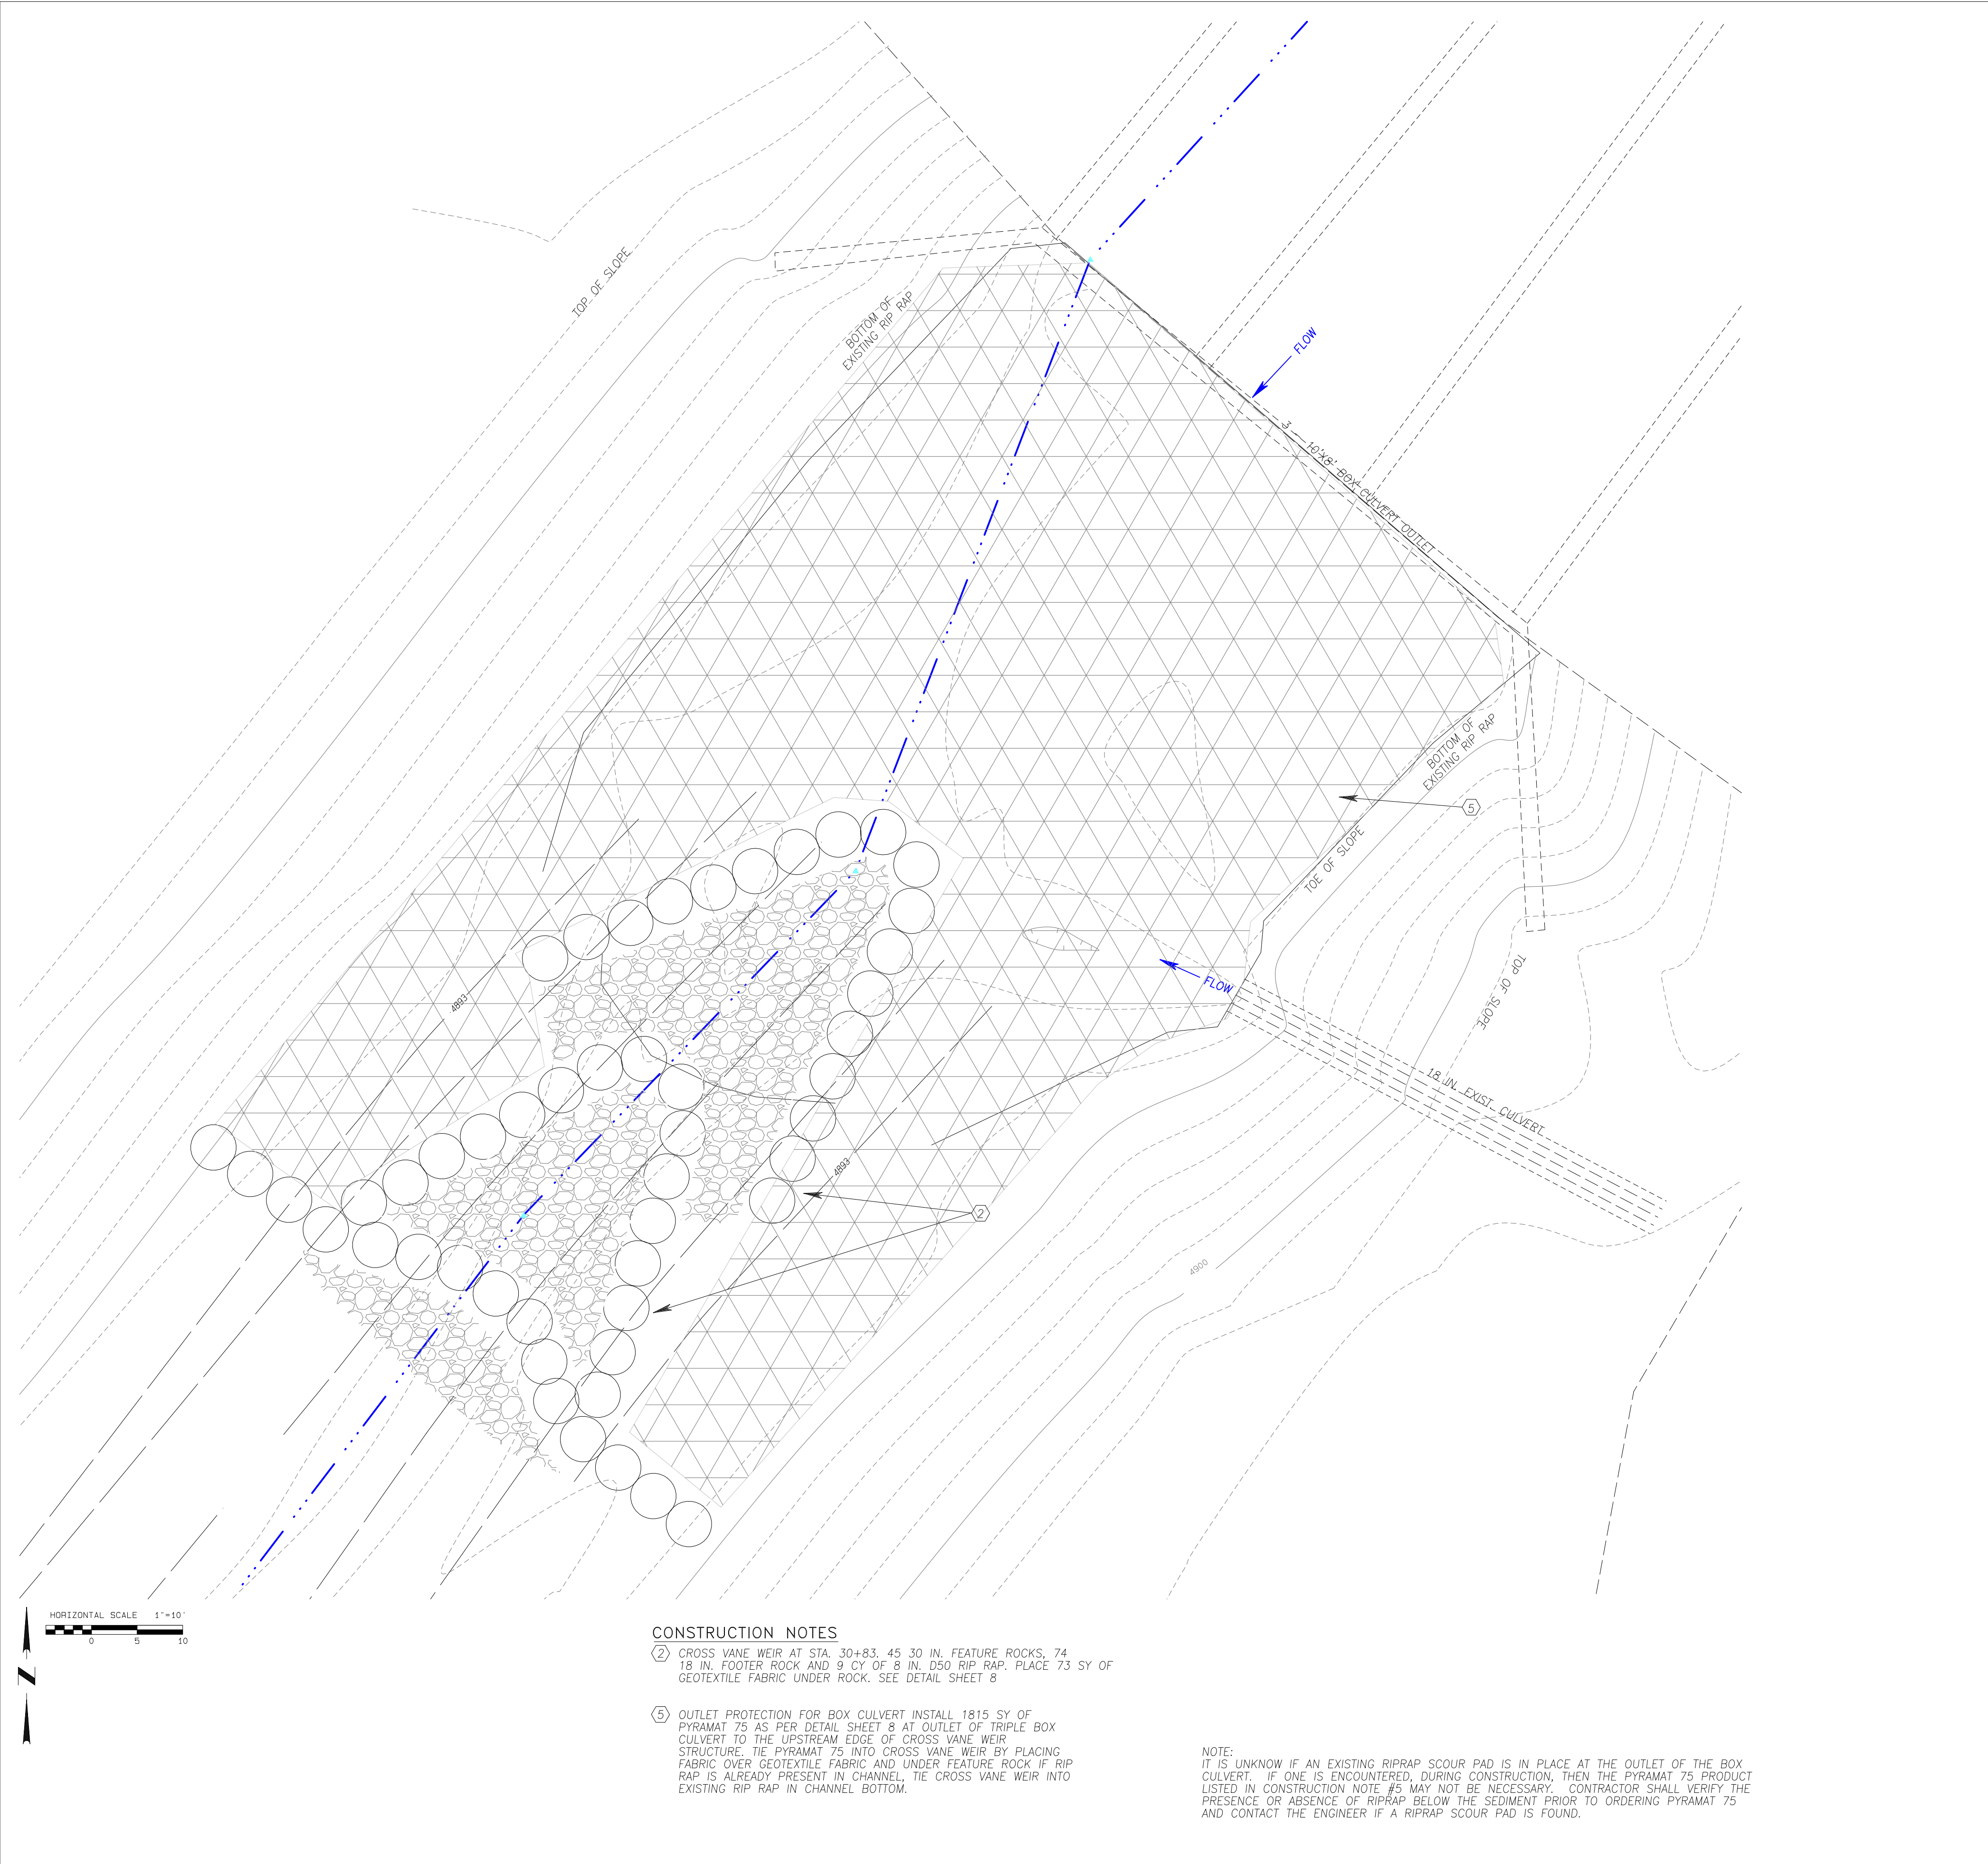 TOP OF SLOPE
BOTTOM OF
EXISTING RIP RAP
FLOW
3 - 10'X8' BOX CULVERT OUTLET
BOTTOM OF
EXISTING RIP RAP
5
TOE OF SLOPE
TOP OF SLOPE
FLOW
4893
18 IN. EXIST CULVERT
4893
2
4900
HORIZONTAL SCALE 1"=10'
0 5 10
N
CONSTRUCTION NOTES
2 CROSS VANE WEIR AT STA. 30+83. 45 30 IN. FEATURE ROCKS, 74
18 IN. FOOTER ROCK AND 9 CY OF 8 IN. D50 RIP RAP. PLACE 73 SY OF
GEOTEXTILE FABRIC UNDER ROCK. SEE DETAIL SHEET 8
5 OUTLET PROTECTION FOR BOX CULVERT INSTALL 1815 SY OF
PYRAMAT 75 AS PER DETAIL SHEET 8 AT OUTLET OF TRIPLE BOX
CULVERT TO THE UPSTREAM EDGE OF CROSS VANE WEIR
STRUCTURE. TIE PYRAMAT 75 INTO CROSS VANE WEIR BY PLACING
FABRIC OVER GEOTEXTILE FABRIC AND UNDER FEATURE ROCK IF RIP
RAP IS ALREADY PRESENT IN CHANNEL, TIE CROSS VANE WEIR INTO
EXISTING RIP RAP IN CHANNEL BOTTOM.
NOTE:
IT IS UNKNOW IF AN EXISTING RIPRAP SCOUR PAD IS IN PLACE AT THE OUTLET OF THE BOX
CULVERT. IF ONE IS ENCOUNTERED, DURING CONSTRUCTION, THEN THE PYRAMAT 75 PRODUCT
LISTED IN CONSTRUCTION NOTE #5 MAY NOT BE NECESSARY. CONTRACTOR SHALL VERIFY THE
PRESENCE OR ABSENCE OF RIPRAP BELOW THE SEDIMENT PRIOR TO ORDERING PYRAMAT 75
AND CONTACT THE ENGINEER IF A RIPRAP SCOUR PAD IS FOUND.